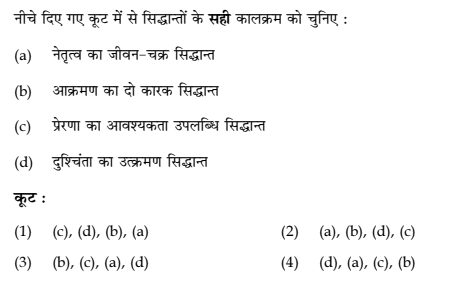 नीचे दिए गए कूट में से सिद्धान्तों के सही कालक्रम को चुनिए :
(a) नेतृत्व का जीवन-चक्र सिद्धान्त
(b) आक्रमण का दो कारक सिद्धान्त
(c) प्रेरणा का आवश्यकता उपलब्धि सिद्धान्त
(d) दुश्चिंता का उत्क्रमण सिद्धान्त
कूट :
(1) (c), (d), (b), (a) (2) (a), (b), (d), (c)
(3) (b), (c), (a), (d) (4) (d), (a), (c), (b)